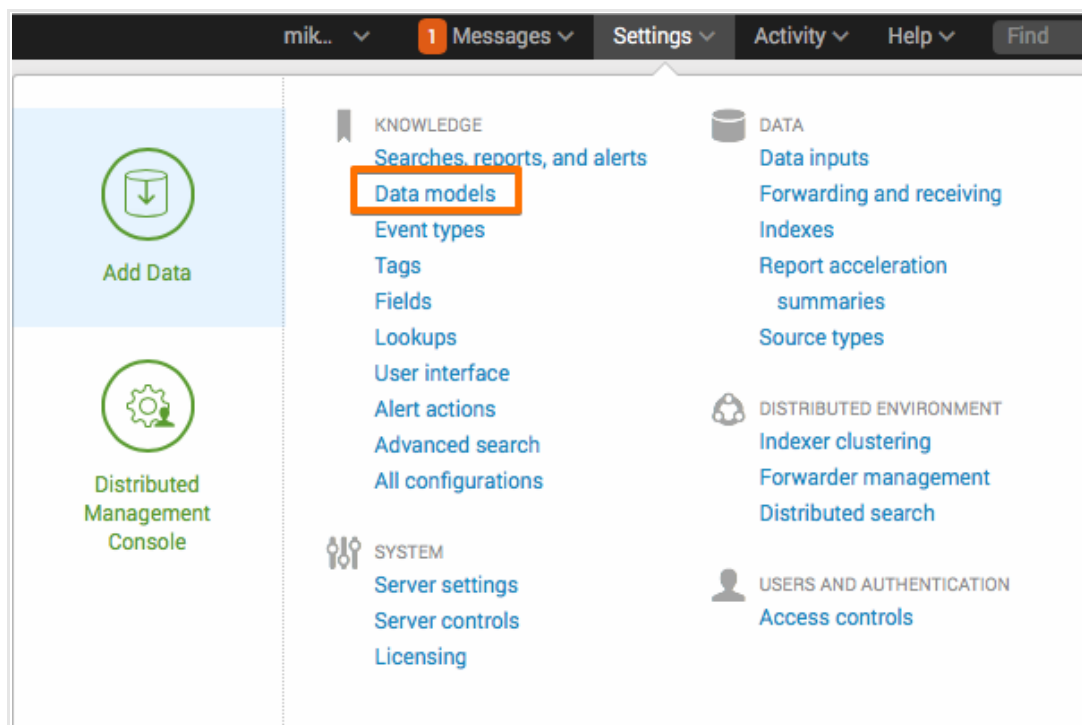 mik...
1 Messages
Settings
Activity
Help
Find
Add Data
Distributed
Management
Console
KNOWLEDGE
Searches, reports, and alerts
Data models
Event types
Tags
Fields
Lookups
User interface
Alert actions
Advanced search
All configurations
SYSTEM
Server settings
Server controls
Licensing
DATA
Data inputs
Forwarding and receiving
Indexes
Report acceleration
summaries
Source types
DISTRIBUTED ENVIRONMENT
Indexer clustering
Forwarder management
Distributed search
USERS AND AUTHENTICATION
Access controls